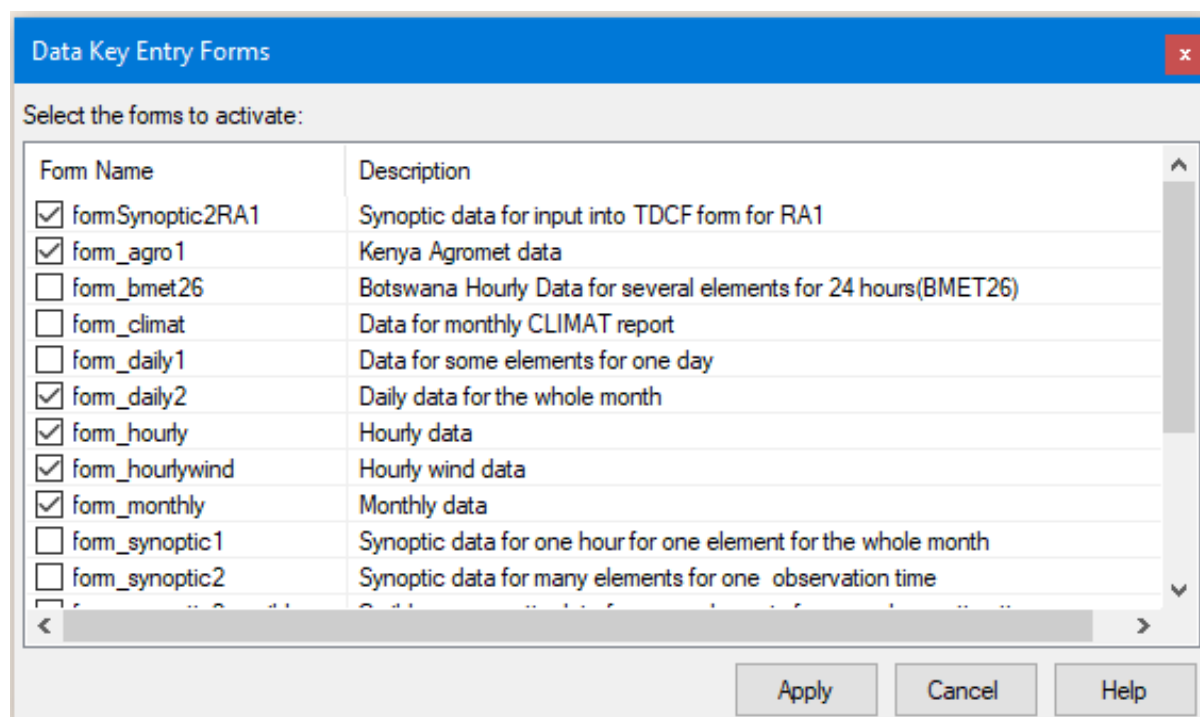 Data Key Entry Forms
x
Select the forms to activate:
Form Name Description
formSynoptic2RA1 Synoptic data for input into TDCF form for RA1
form_agro1 Kenya Agromet data
form_bmet26 Botswana Hourly Data for several elements for 24 hours(BMET26)
form_climat Data for monthly CLIMAT report
form_daily1 Data for some elements for one day
form_daily2 Daily data for the whole month
form_hourly Hourly data
form_hourlywind Hourly wind data
form_monthly Monthly data
form_synoptic1 Synoptic data for one hour for one element for the whole month
form_synoptic2 Synoptic data for many elements for one observation time
Apply Cancel Help